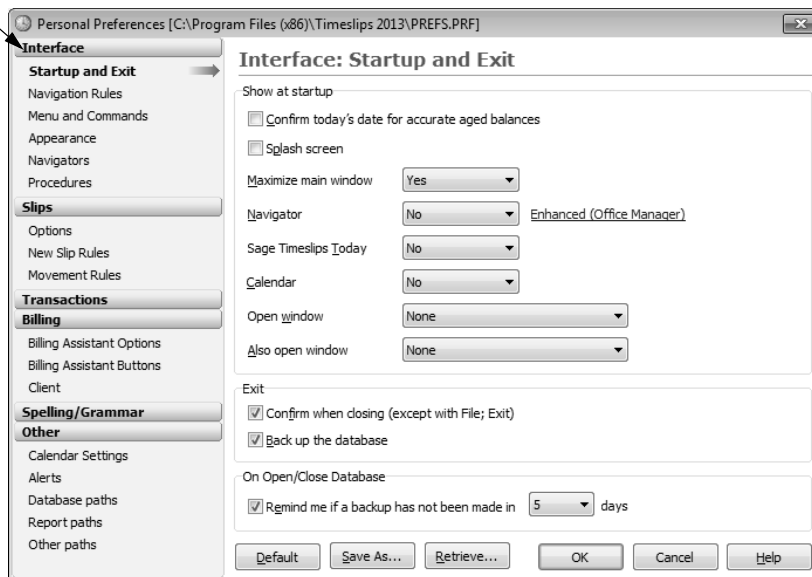 Personal Preferences [C:\Program Files (x86)\Timeslips 2013\PREFS.PRF]
Interface
Startup and Exit
Navigation Rules
Menu and Commands
Appearance
Navigators
Procedures
Slips
Options
New Slip Rules
Movement Rules
Transactions
Billing
Billing Assistant Options
Billing Assistant Buttons
Client
Spelling/Grammar
Other
Calendar Settings
Alerts
Database paths
Report paths
Other paths
Interface: Startup and Exit
Show at startup
Confirm today's date for accurate aged balances
Splash screen
Maximize main window Yes
Navigator No Enhanced (Office Manager)
Sage Timeslips Today No
Calendar No
Open window None
Also open window None
Exit
Confirm when closing (except with File; Exit)
Back up the database
On Open/Close Database
Remind me if a backup has not been made in 5 days
Default Save As... Retrieve... OK Cancel Help